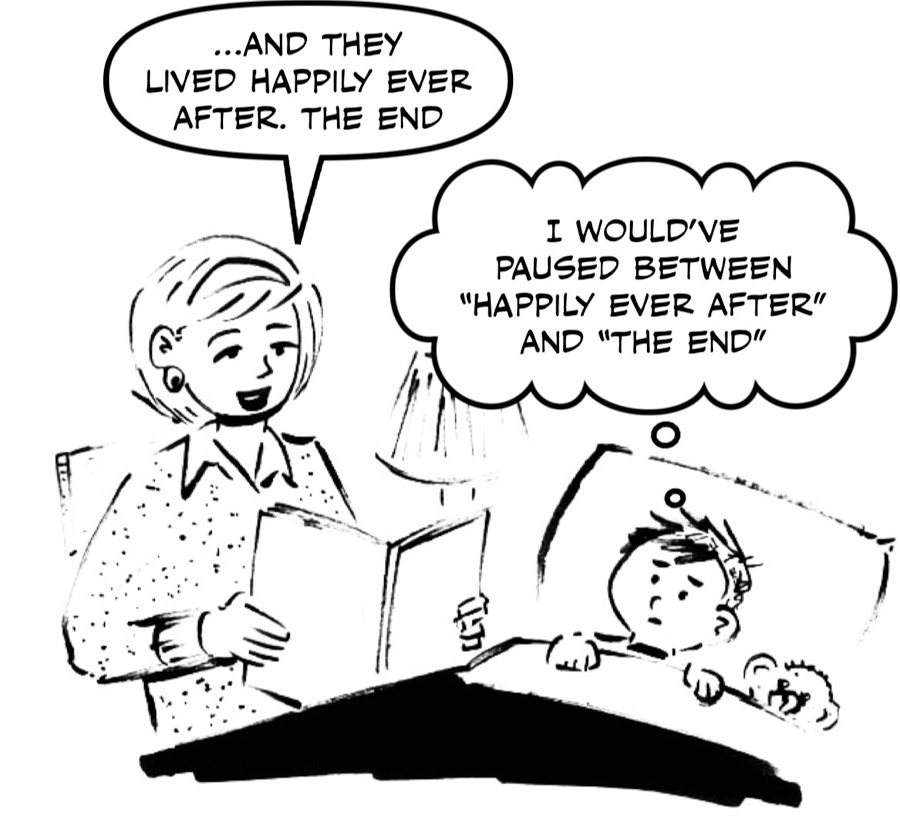 ...AND THEY
LIVED HAPPILY EVER
AFTER. THE END
I WOULD'VE
PAUSED BETWEEN
"HAPPILY EVER AFTER"
AND "THE END"